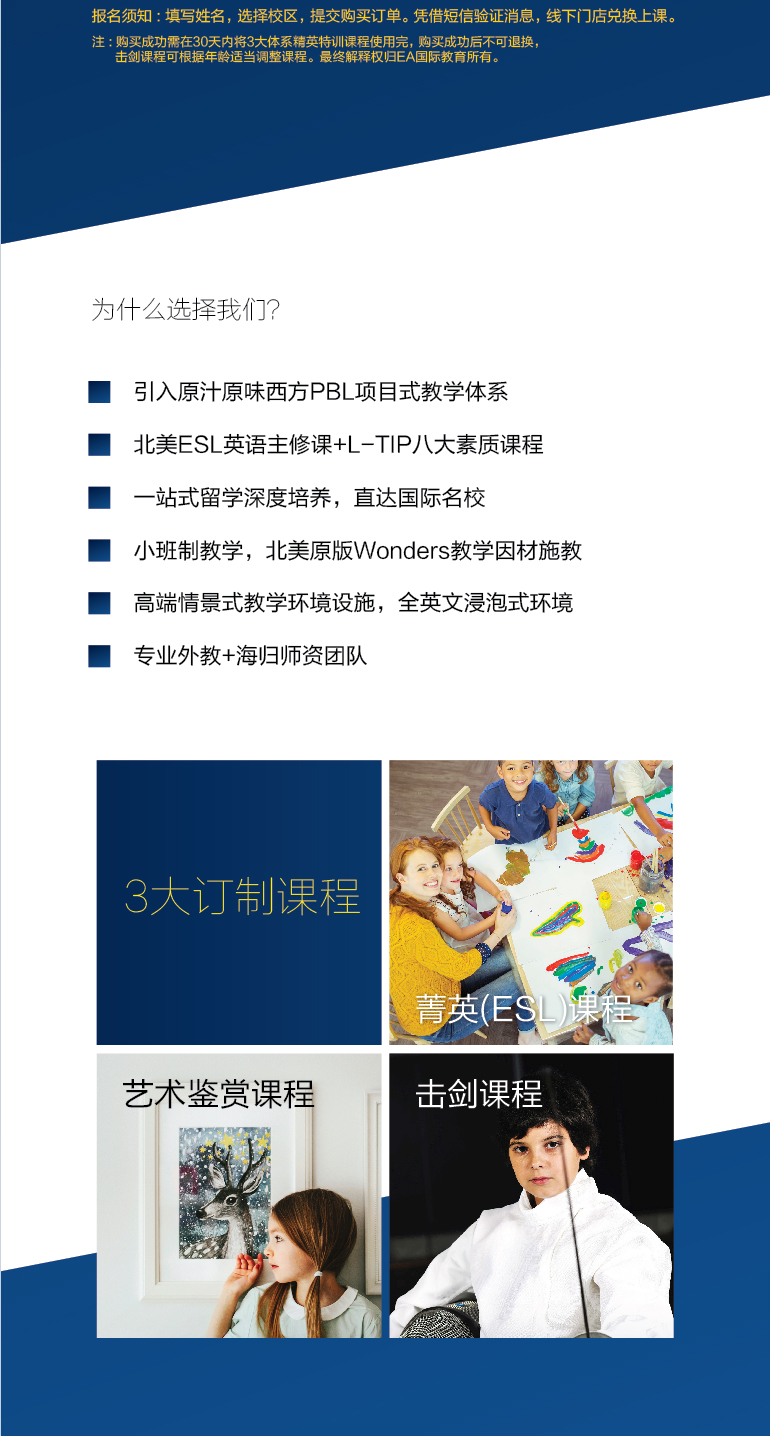 报名须知：填写姓名，选择校区，提交购买订单。凭借短信验证消息，线下门店兑换上课。
注：购买成功需在30天内将3大体系精英特训课程使用完，购买成功后不可退换，
击剑课程可根据年龄适当调整课程。最终解释权归EA国际教育所有。
为什么选择我们？
引入原汁原味西方PBL项目式教学体系
北美ESL英语主修课+L-TIP八大素质课程
一站式留学深度培养，直达国际名校
小班制教学，北美原版Wonders教学因材施教
高端情景式教学环境设施，全英文浸泡式环境
专业外教+海归师资团队
3大订制课程
菁英(ESL)课程
艺术鉴赏课程
击剑课程